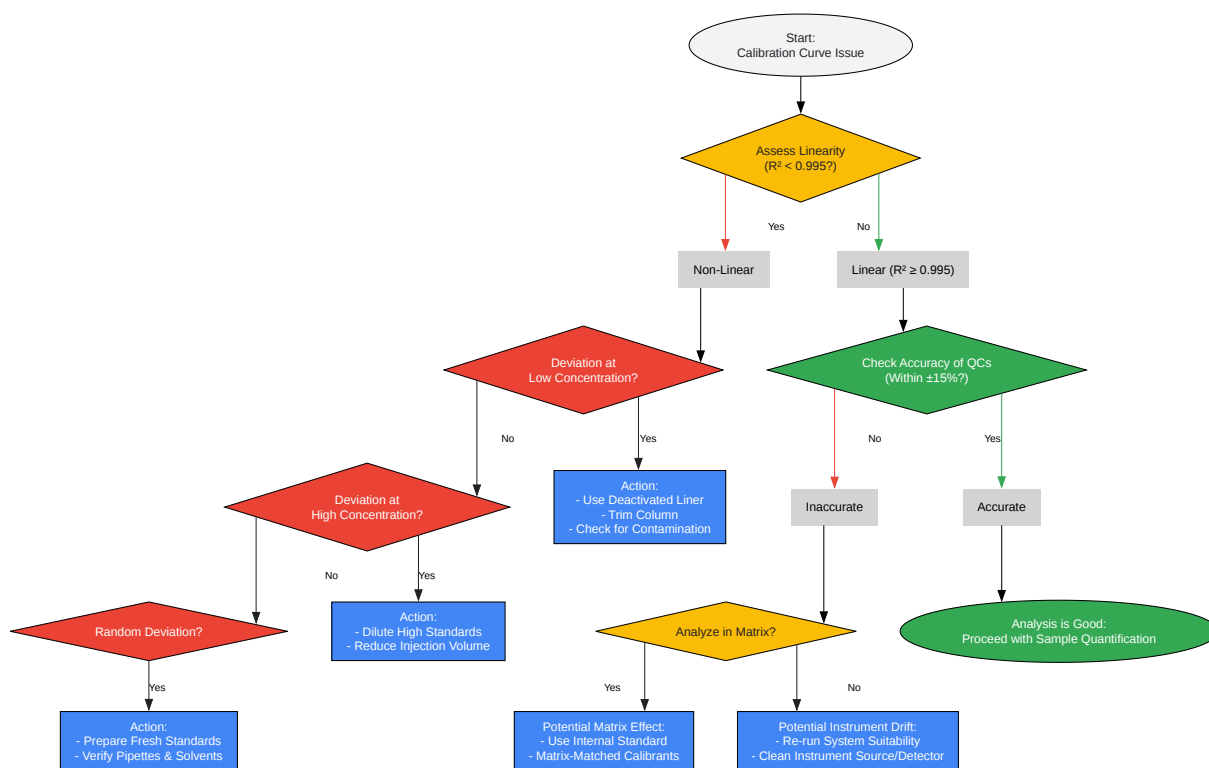 Start:
Calibration Curve Issue
Assess Linearity
(R² < 0.995?)
Yes
No
Non-Linear
Linear (R² ≥ 0.995)
Deviation at
Low Concentration?
Check Accuracy of QCs
(Within ±15%?)
No
Yes
No
Yes
Deviation at
High Concentration?
Action:
- Use Deactivated Liner
- Trim Column
- Check for Contamination
Inaccurate
Accurate
No
Yes
Random Deviation?
Action:
- Dilute High Standards
- Reduce Injection Volume
Analyze in Matrix?
Analysis is Good:
Proceed with Sample Quantification
Yes
Yes
No
Action:
- Prepare Fresh Standards
- Verify Pipettes & Solvents
Potential Matrix Effect:
- Use Internal Standard
- Matrix-Matched Calibrants
Potential Instrument Drift:
- Re-run System Suitability
- Clean Instrument Source/Detector